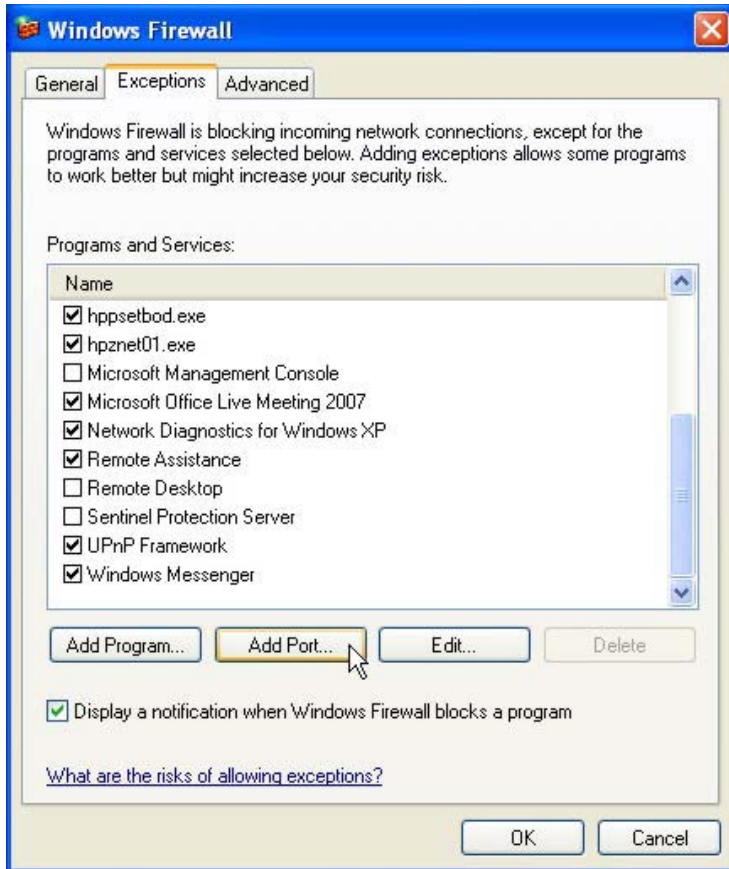 Windows Firewall
General Exceptions Advanced
Windows Firewall is blocking incoming network connections, except for the
programs and services selected below. Adding exceptions allows some programs
to work better but might increase your security risk.
Programs and Services:
Name
hppsetbod.exe
hpznet01.exe
Microsoft Management Console
Microsoft Office Live Meeting 2007
Network Diagnostics for Windows XP
Remote Assistance
Remote Desktop
Sentinel Protection Server
UPnP Framework
Windows Messenger
Add Program... Add Port... Edit... Delete
Display a notification when Windows Firewall blocks a program
What are the risks of allowing exceptions?
OK Cancel